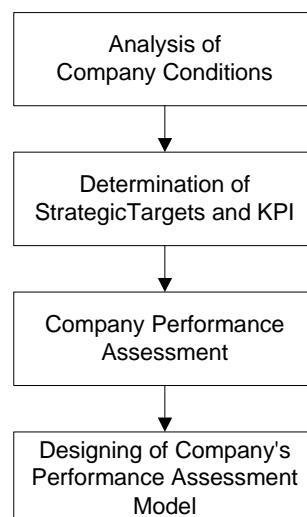 Analysis of
Company Conditions
Determination of
StrategicTargets and KPI
Company Performance
Assessment
Designing of Company's
Performance Assessment
Model